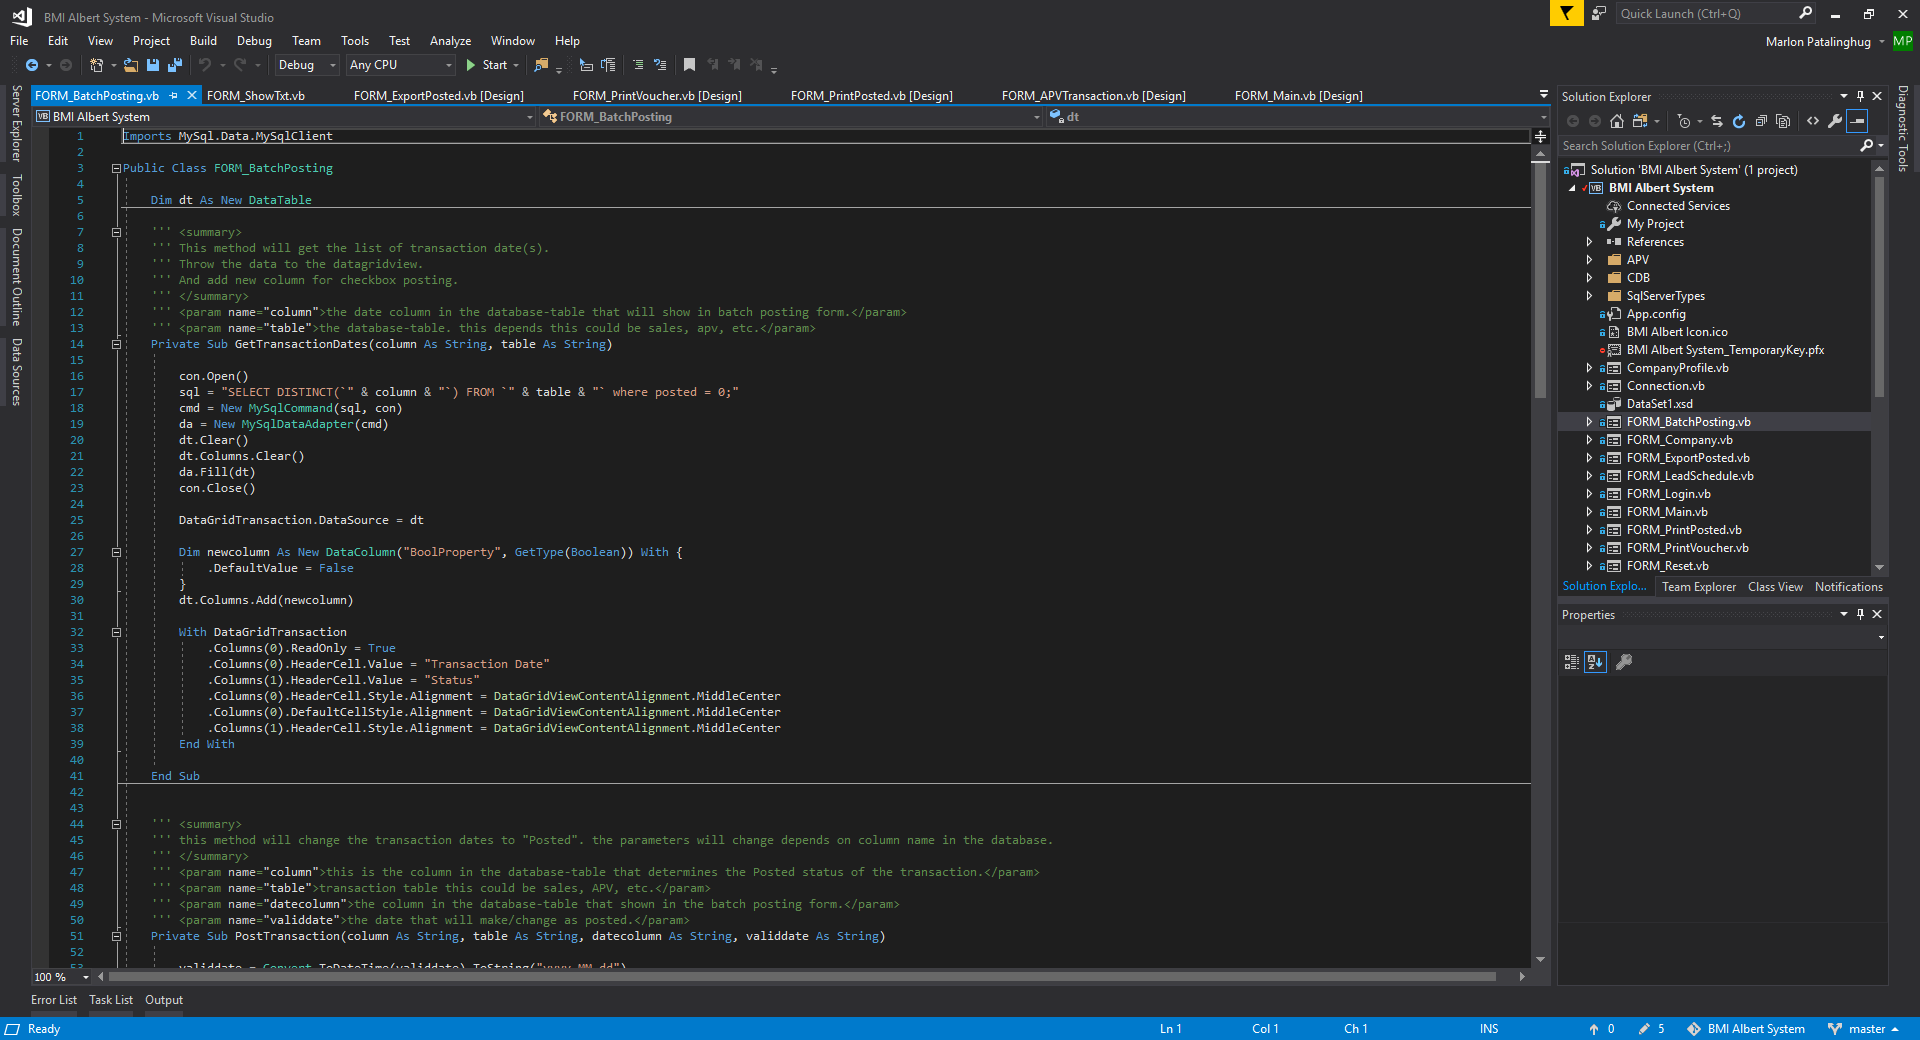 BMI Albert System - Microsoft Visual Studio
Quick Launch (Ctrl+Q)
File Edit View Project Build Debug Team Tools Test Analyze Window Help
Marlon Patalinghug MP
Debug Any CPU Start
FORM_BatchPosting.vb FORM_ShowTxt.vb FORM_ExportPosted.vb [Design] FORM_PrintVoucher.vb [Design] FORM_PrintPosted.vb [Design] FORM_APVTransaction.vb [Design] FORM_Main.vb [Design]
BMI Albert System FORM_BatchPosting dt
Server Explorer
Toolbox
Document Outline
Data Sources
1 Imports MySql.Data.MySqlClient
2
3 Public Class FORM_BatchPosting
4
5 Dim dt As New DataTable
6
7 ''' <summary>
8 ''' This method will get the list of transaction date(s).
9 ''' Throw the data to the datagridview.
10 ''' And add new column for checkbox posting.
11 ''' </summary>
12 ''' <param name="column">the date column in the database-table that will show in batch posting form.</param>
13 ''' <param name="table">the database-table. this depends this could be sales, apv, etc.</param>
14 Private Sub GetTransactionDates(column As String, table As String)
15
16 con.Open()
17 sql = "SELECT DISTINCT(`" & column & "`) FROM `" & table & "` where posted = 0;"
18 cmd = New MySqlCommand(sql, con)
19 da = New MySqlDataAdapter(cmd)
20 dt.Clear()
21 dt.Columns.Clear()
22 da.Fill(dt)
23 con.Close()
24
25 DataGridTransaction.DataSource = dt
26
27 Dim newcolumn As New DataColumn("BoolProperty", GetType(Boolean)) With {
28 .DefaultValue = False
29 }
30 dt.Columns.Add(newcolumn)
31
32 With DataGridTransaction
33 .Columns(0).ReadOnly = True
34 .Columns(0).HeaderCell.Value = "Transaction Date"
35 .Columns(1).HeaderCell.Value = "Status"
36 .Columns(0).HeaderCell.Style.Alignment = DataGridViewContentAlignment.MiddleCenter
37 .Columns(0).DefaultCellStyle.Alignment = DataGridViewContentAlignment.MiddleCenter
38 .Columns(1).HeaderCell.Style.Alignment = DataGridViewContentAlignment.MiddleCenter
39 End With
40
41 End Sub
42
43
44 ''' <summary>
45 ''' this method will change the transaction dates to "Posted". the parameters will change depends on column name in the database.
46 ''' </summary>
47 ''' <param name="column">this is the column in the database-table that determines the Posted status of the transaction.</param>
48 ''' <param name="table">transaction table this could be sales, APV, etc.</param>
49 ''' <param name="datecolumn">the column in the database-table that shown in the batch posting form.</param>
50 ''' <param name="validdate">the date that will make/change as posted.</param>
51 Private Sub PostTransaction(column As String, table As String, datecolumn As String, validdate As String)
52
53 validdate = Convert.ToDateTime(validdate).ToString("yyyy-MM-dd")
100 %
Solution Explorer
Search Solution Explorer (Ctrl+;)
Solution 'BMI Albert System' (1 project)
VB BMI Albert System
Connected Services
My Project
References
APV
CDB
SqlServerTypes
App.config
BMI Albert Icon.ico
BMI Albert System_TemporaryKey.pfx
CompanyProfile.vb
Connection.vb
DataSet1.xsd
FORM_BatchPosting.vb
FORM_Company.vb
FORM_ExportPosted.vb
FORM_LeadSchedule.vb
FORM_Login.vb
FORM_Main.vb
FORM_PrintPosted.vb
FORM_PrintVoucher.vb
FORM_Reset.vb
Solution Explo... Team Explorer Class View Notifications
Properties
Diagnostic Tools
Error List Task List Output
Ready Ln 1 Col 1 Ch 1 INS 0 5 BMI Albert System master